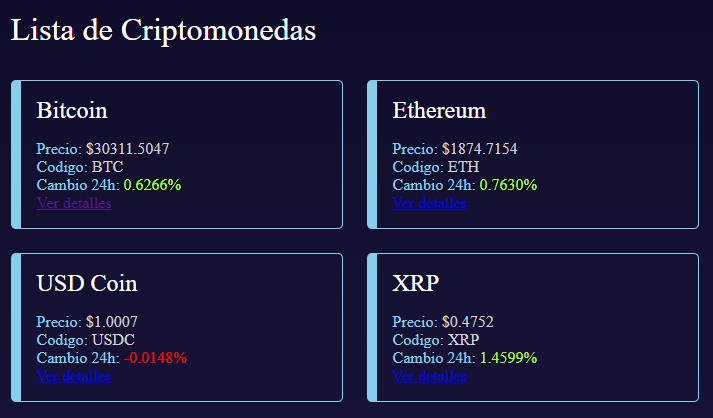 Lista de Criptomonedas
Bitcoin
Precio: $30311.5047
Codigo: BTC
Cambio 24h: 0.6266%
Ver detalles
Ethereum
Precio: $1874.7154
Codigo: ETH
Cambio 24h: 0.7630%
Ver detalles
USD Coin
Precio: $1.0007
Codigo: USDC
Cambio 24h: -0.0148%
Ver detalles
XRP
Precio: $0.4752
Codigo: XRP
Cambio 24h: 1.4599%
Ver detalles